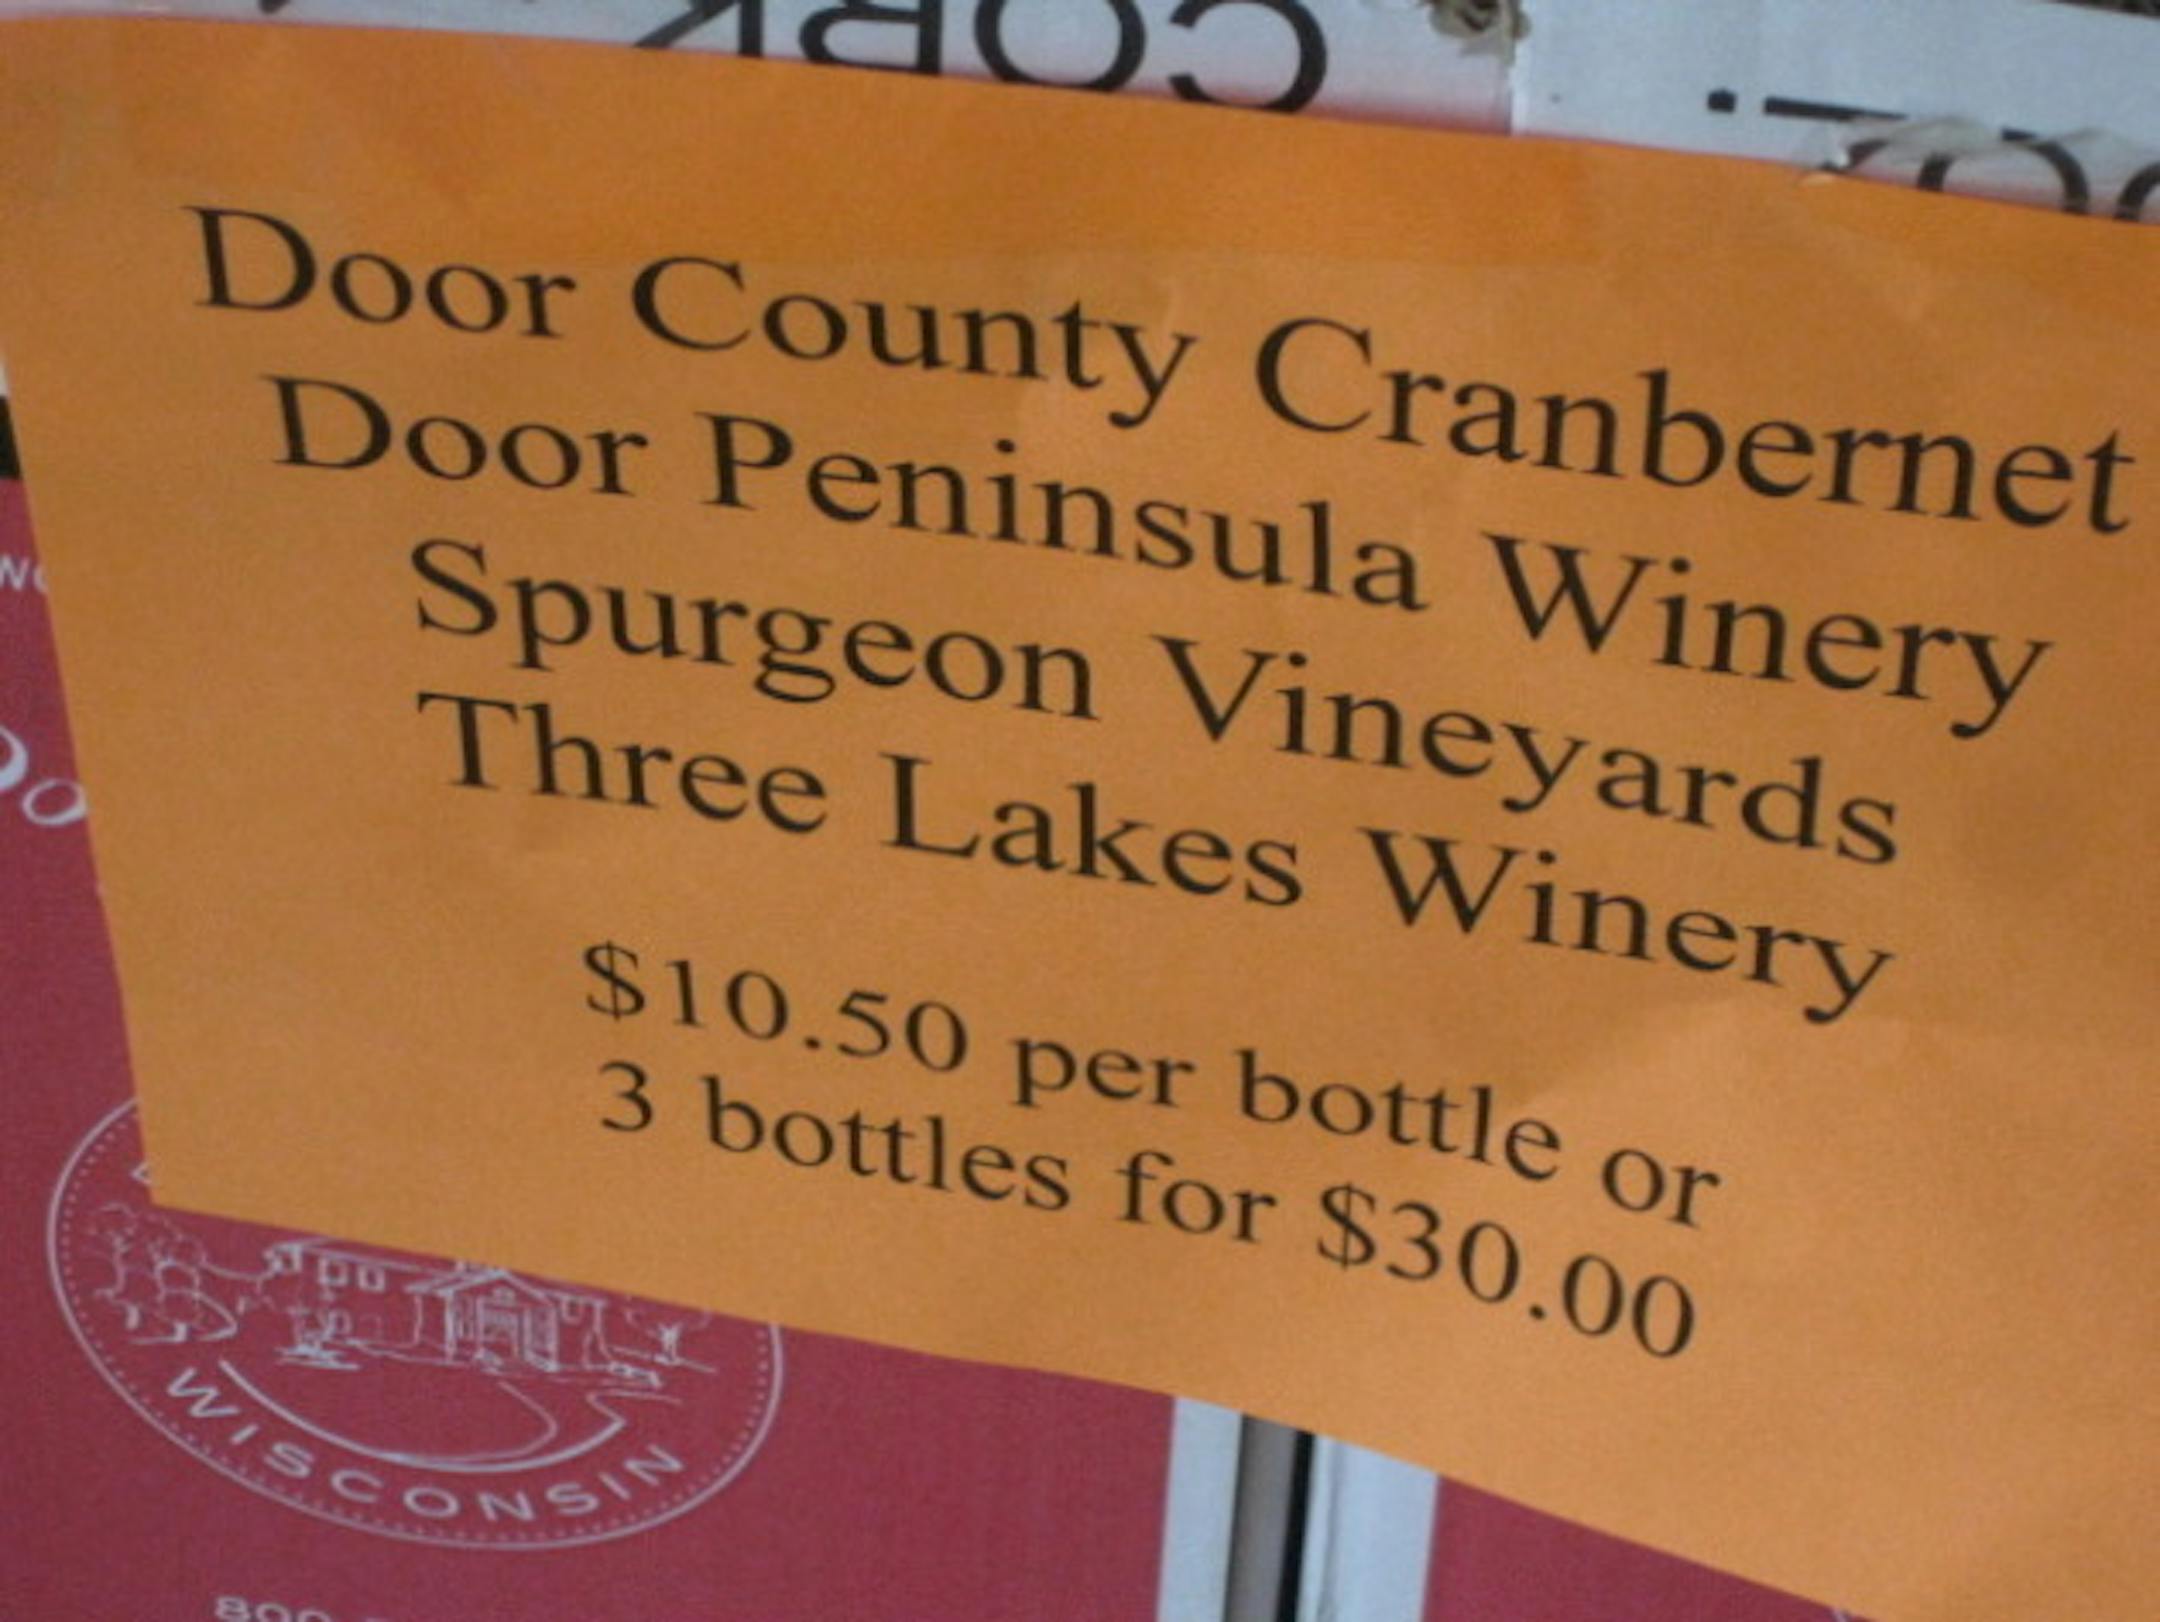 CORK
Door County Cranbernet
Door Peninsula Winery
Spurgeon Vineyards
Three Lakes Winery
$10.50 per bottle or
3 bottles for $30.00
WISCONSIN